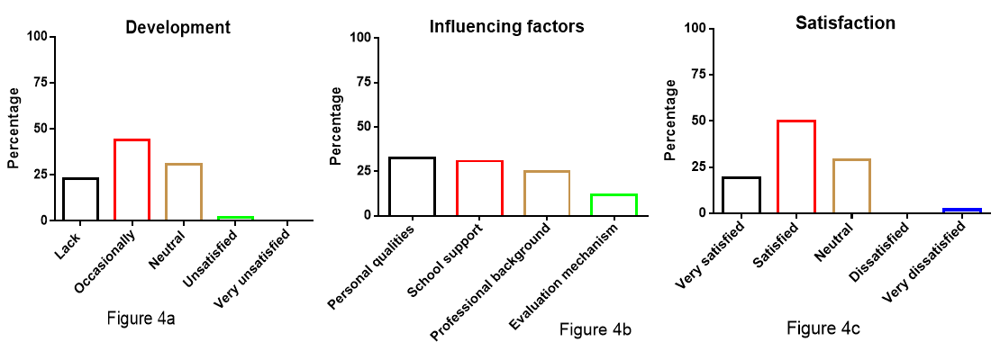 Development
Percentage
100
75
50
25
0
Lack
Occasionally
Neutral
Unsatisfied
Very unsatisfied
Figure 4a
Influencing factors
Percentage
100
75
50
25
0
Personal qualities
School support
Professional background
Evaluation mechanism
Figure 4b
Satisfaction
Percentage
100
75
50
25
0
Very satisfied
Satisfied
Neutral
Dissatisfied
Very dissatisfied
Figure 4c